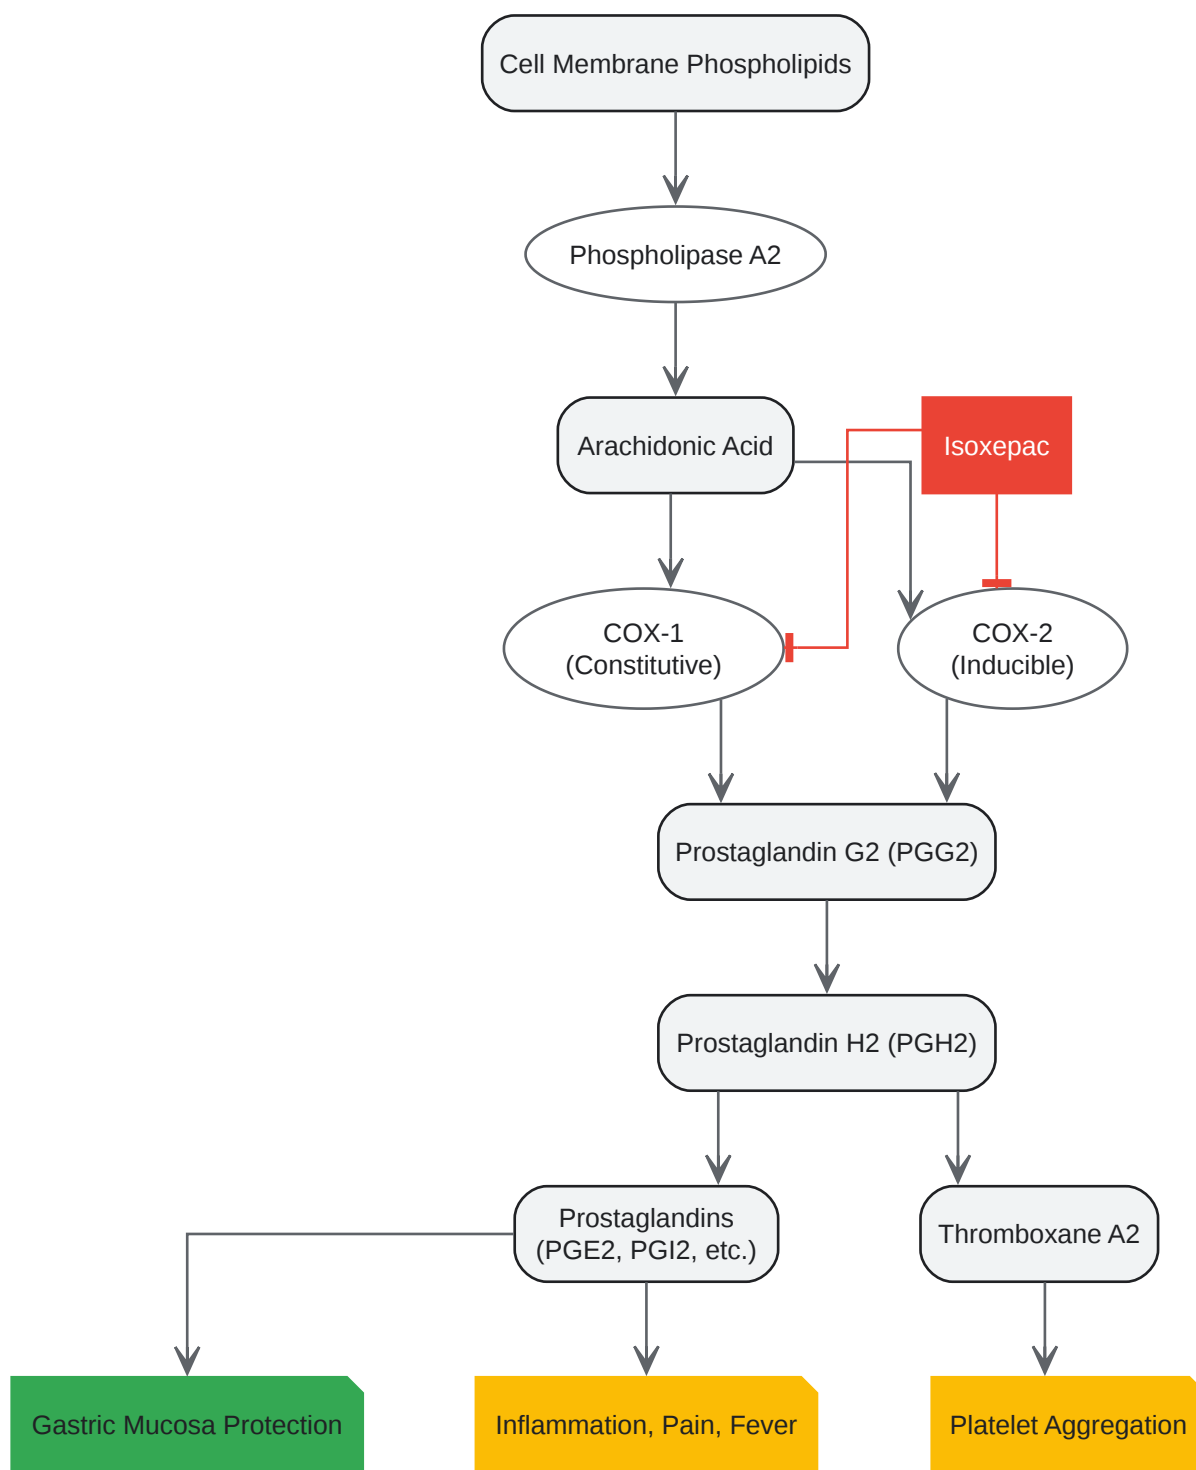 Cell Membrane Phospholipids
Phospholipase A2
Arachidonic Acid
Isoxepac
COX-1
(Constitutive)
COX-2
(Inducible)
Prostaglandin G2 (PGG2)
Prostaglandin H2 (PGH2)
Prostaglandins
(PGE2, PGI2, etc.)
Thromboxane A2
Gastric Mucosa Protection
Inflammation, Pain, Fever
Platelet Aggregation